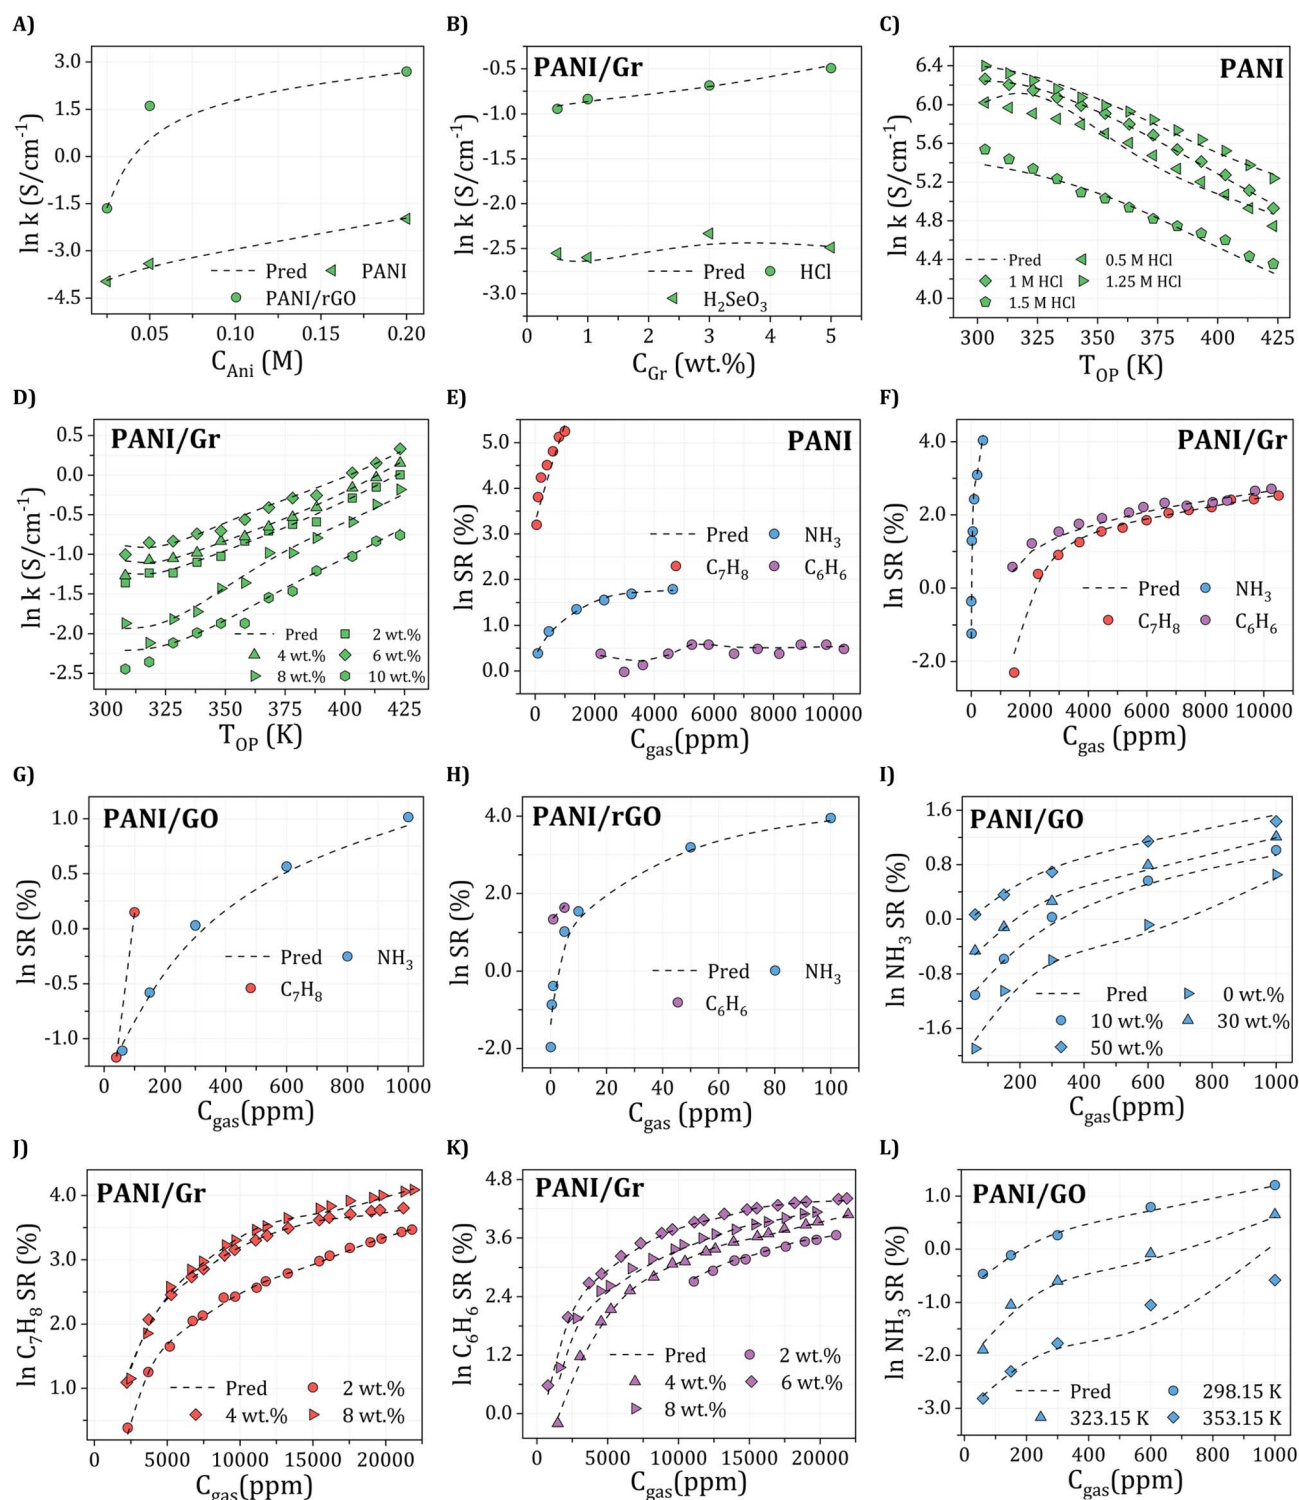 A)
3.0
1.5
0.0
-1.5
-3.0
-4.5
ln k (S/cm⁻¹)
Pred PANI
PANI/rGO
0.05 0.10 0.15 0.20
C_Ani (M)
B)
PANI/Gr
-0.5
-1.0
-1.5
-2.0
-2.5
-3.0
ln k (S/cm⁻¹)
Pred HCl
H₂SeO₃
0 1 2 3 4 5
C_Gr (wt.%)
C)
PANI
6.4
6.0
5.6
5.2
4.8
4.4
4.0
ln k (S/cm⁻¹)
Pred 0.5 M HCl
1 M HCl 1.25 M HCl
1.5 M HCl
300 325 350 375 400 425
T_OP (K)
D)
PANI/Gr
0.5
0.0
-0.5
-1.0
-1.5
-2.0
-2.5
ln k (S/cm⁻¹)
Pred 2 wt.%
4 wt.% 6 wt.%
8 wt.% 10 wt.%
300 325 350 375 400 425
T_OP (K)
E)
PANI
5.0
4.0
3.0
2.0
1.0
0.0
ln SR (%)
Pred NH₃
C₇H₈ C₆H₆
0 2000 4000 6000 8000 10000
C_gas(ppm)
F)
PANI/Gr
4.0
2.0
0.0
-2.0
ln SR (%)
Pred NH₃
C₇H₈ C₆H₆
0 2000 4000 6000 8000 10000
C_gas(ppm)
G)
PANI/GO
1.0
0.5
0.0
-0.5
-1.0
ln SR (%)
Pred NH₃
C₇H₈
0 200 400 600 800 1000
C_gas(ppm)
H)
PANI/rGO
4.0
2.0
0.0
-2.0
ln SR (%)
Pred NH₃
C₆H₆
0 20 40 60 80 100
C_gas (ppm)
I)
PANI/GO
1.6
0.8
0.0
-0.8
-1.6
ln NH₃ SR (%)
Pred 0 wt.%
10 wt.% 30 wt.%
50 wt.%
200 400 600 800 1000
C_gas(ppm)
J)
PANI/Gr
4.0
3.0
2.0
1.0
ln C₇H₈ SR (%)
Pred 2 wt.%
4 wt.% 8 wt.%
0 5000 10000 15000 20000
C_gas(ppm)
K)
PANI/Gr
4.8
3.6
2.4
1.2
0.0
ln C₆H₆ SR (%)
Pred 2 wt.%
4 wt.% 6 wt.%
8 wt.%
0 5000 10000 15000 20000
C_gas(ppm)
L)
PANI/GO
1.0
0.0
-1.0
-2.0
-3.0
ln NH₃ SR (%)
Pred 298.15 K
323.15 K 353.15 K
0 200 400 600 800 1000
C_gas(ppm)